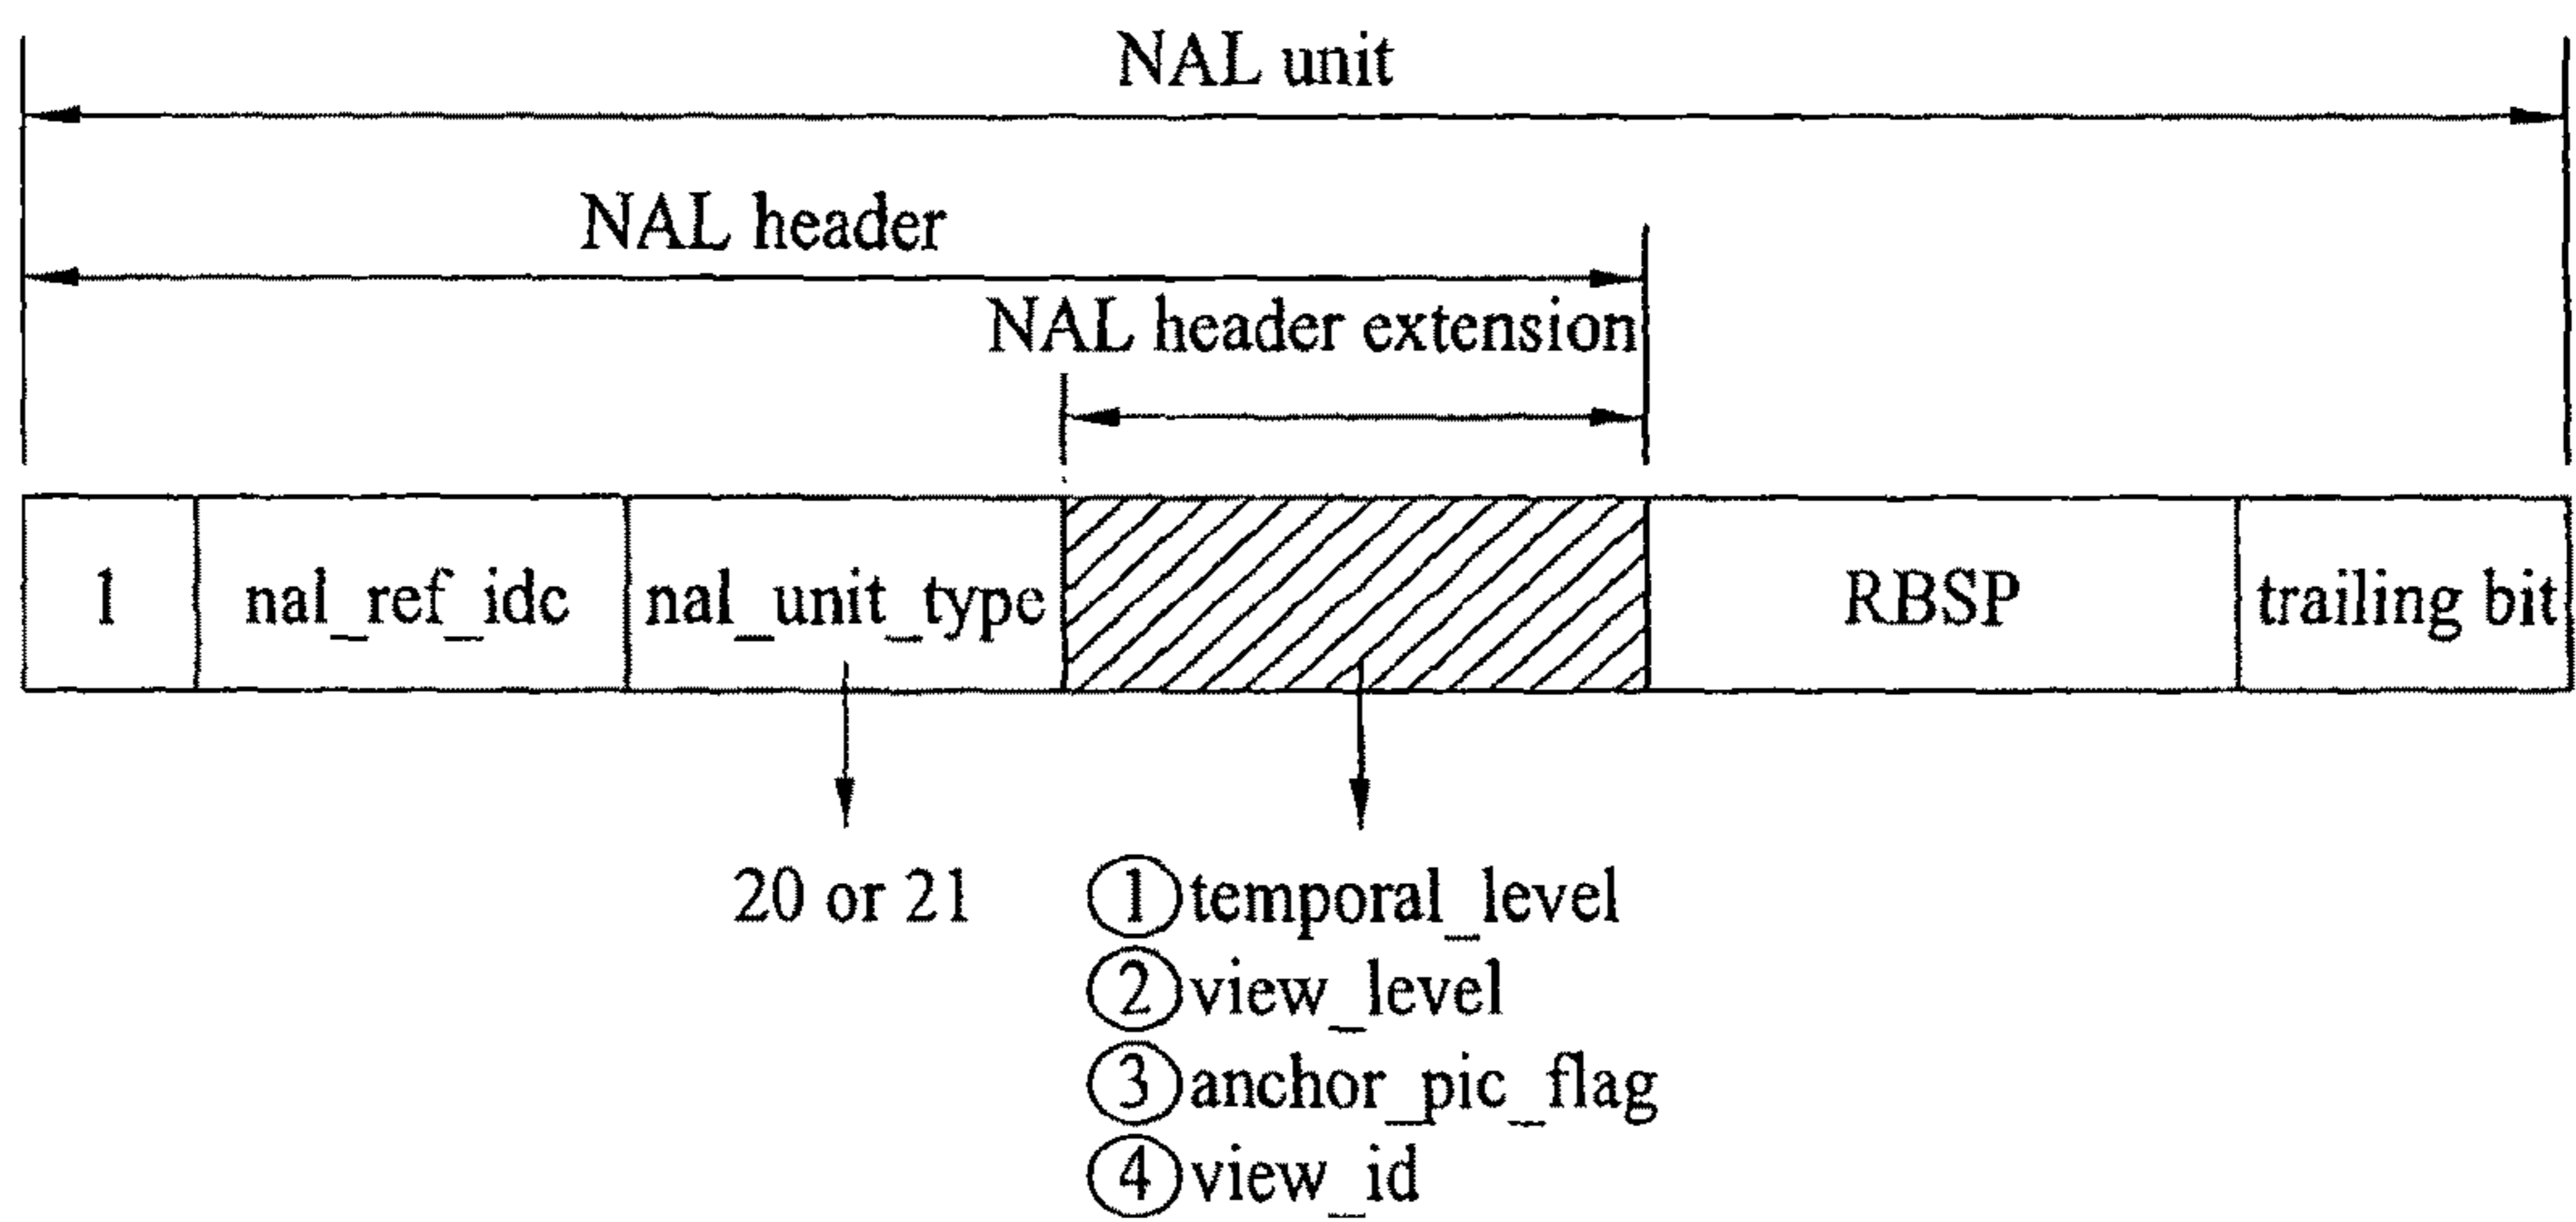 NAL unit
NAL header
NAL header extension
1 nal_ref_idc nal_unit_type RBSP trailing bit
20 or 21
①temporal_level
②view_level
③anchor_pic_flag
④view_id